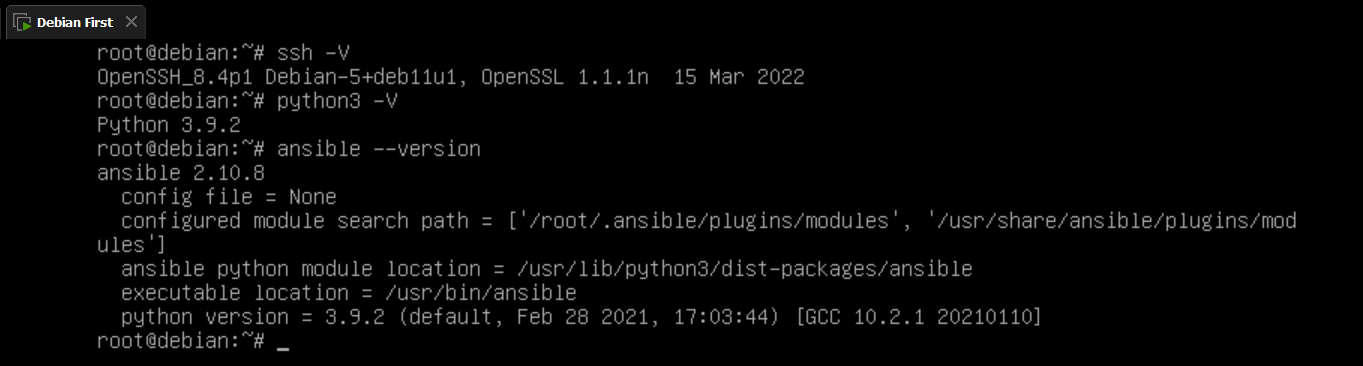 Debian First
root@debian:~# ssh -V
OpenSSH_8.4p1 Debian-5+deb11u1, OpenSSL 1.1.1n  15 Mar 2022
root@debian:~# python3 -V
Python 3.9.2
root@debian:~# ansible --version
ansible 2.10.8
  config file = None
  configured module search path = ['/root/.ansible/plugins/modules', '/usr/share/ansible/plugins/mod
ules']
  ansible python module location = /usr/lib/python3/dist-packages/ansible
  executable location = /usr/bin/ansible
  python version = 3.9.2 (default, Feb 28 2021, 17:03:44) [GCC 10.2.1 20210110]
root@debian:~# _